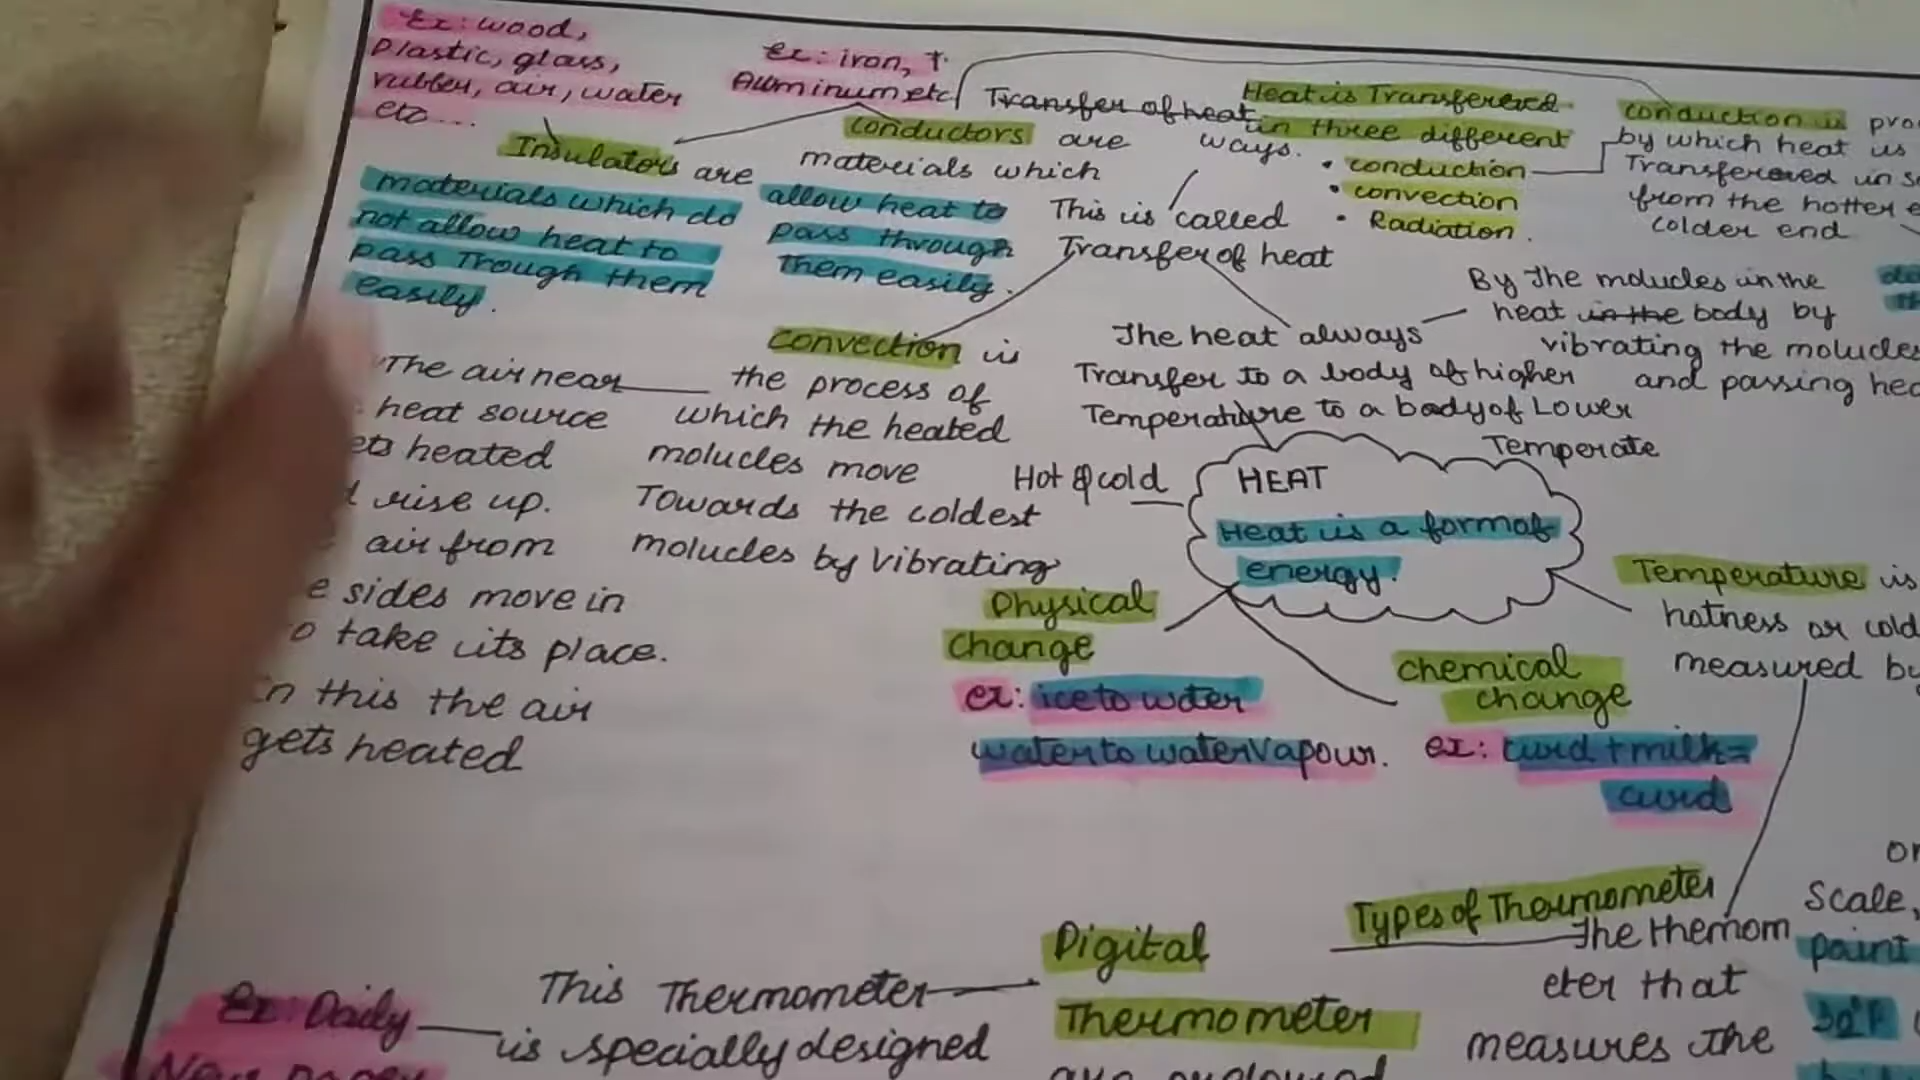 Ex: wood,
Plastic, glass,
rubber, air, water
etc...
Insulators are
materials which do
not allow heat to
pass Trough them
easily.
ex: iron,
Alluminum etc
conductors are
materials which
allow heat to
pass through
Them easily.
Transfer of heat
Heat is Transfereed
in three different
ways.
• conduction
• convection
• Radiation.
conduction is
by which heat is
Transfereed in
from the hotter
colder end
This is called
Transfer of heat
The heat always
Transfer to a body of higher
Temperature to a body of Lower
Temperate
By The molucles in the
heat in the body by
vibrating the molucles
and passing
Convection is
the process of
which the heated
molucles move
Towards the coldest
molucles by Vibrating
The air near
heat source
heated
rise up.
air from
sides move in
take its place.
In this the air
gets heated
Hot & cold
HEAT
Heat is a form of
energy.
Physical
change
ex: ice to water
water to water Vapour.
chemical
change
ex: curd + milk =
curd
Temperature is
hotness or cold
measured by
Types of Thermometer
The themom
eter that
measures the
Scale,
point
30°F
Digital
Thermometer
This Thermometer
is specially designed
Ex: Daily